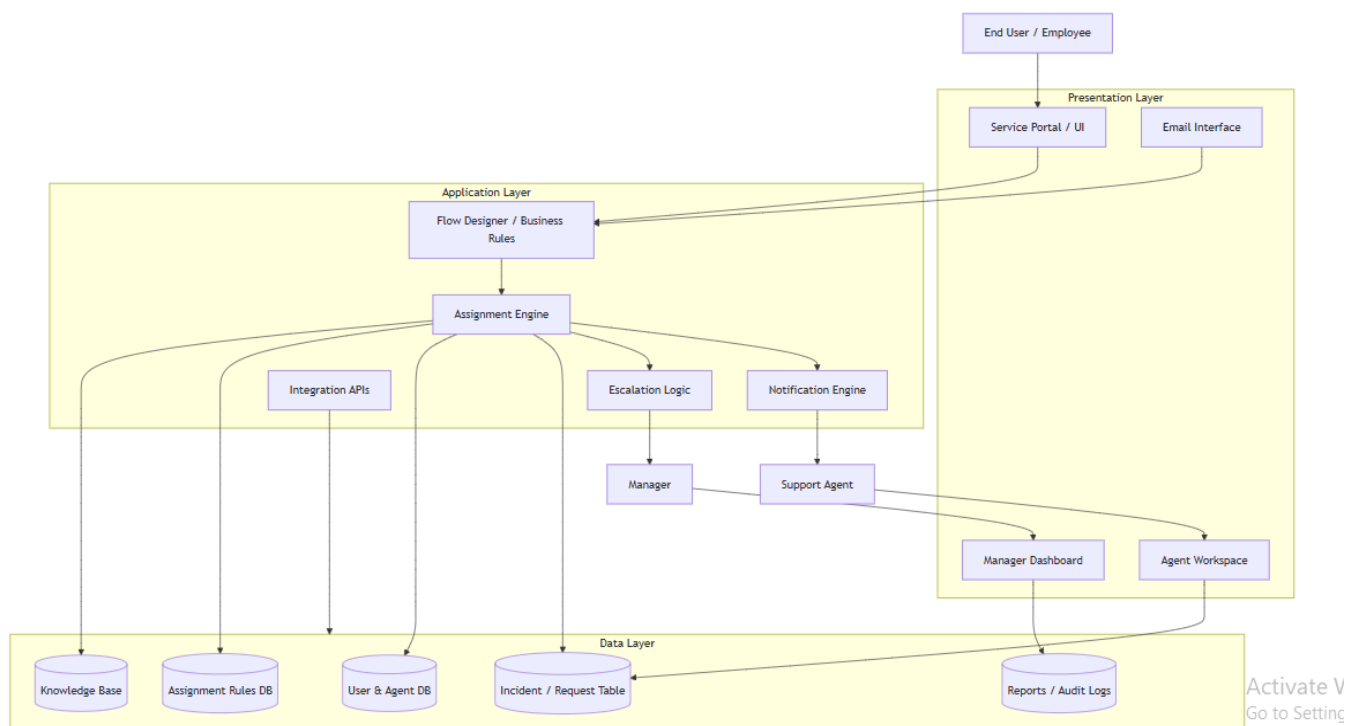 End User / Employee
Presentation Layer
Service Portal / UI
Email Interface
Application Layer
Flow Designer / Business
Rules
Assignment Engine
Integration APIs
Escalation Logic
Notification Engine
Manager
Support Agent
Manager Dashboard
Agent Workspace
Data Layer
Knowledge Base
Assignment Rules DB
User & Agent DB
Incident / Request Table
Reports / Audit Logs
Activate
Go to Setting